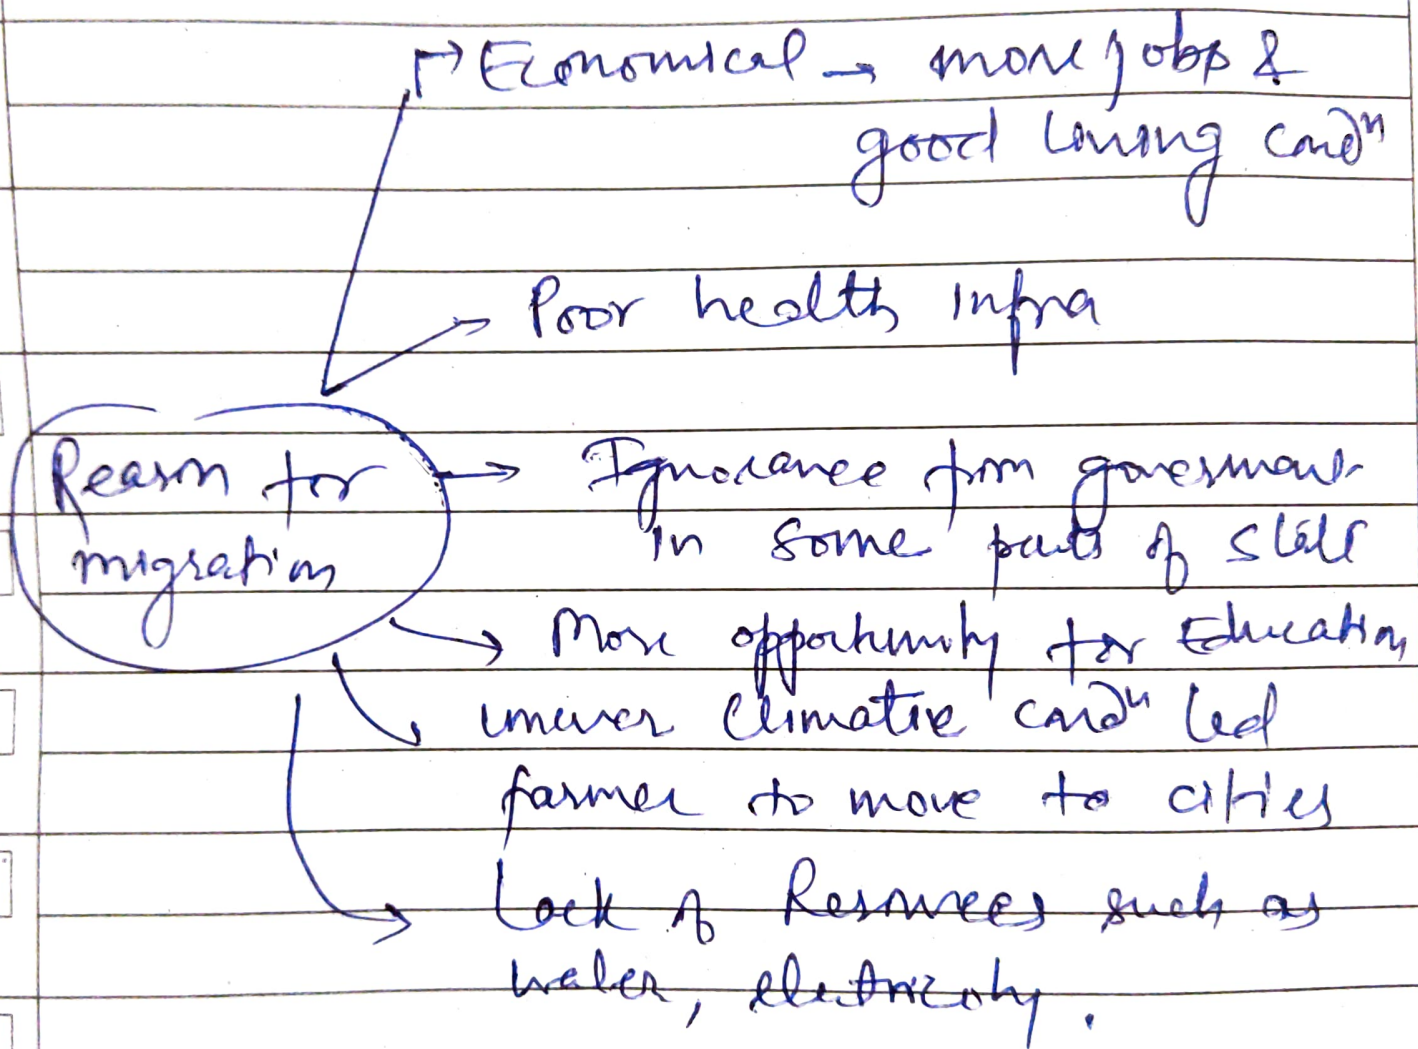 Economical → more jobs &
good living condⁿ
Poor health infra
Reason for
migration
→ Ignorance from goverment
in some parts of state
More opportunity for Education
uneven climatic condⁿ led
farmer to move to cities
Lack of Resources such as
water, electricity.